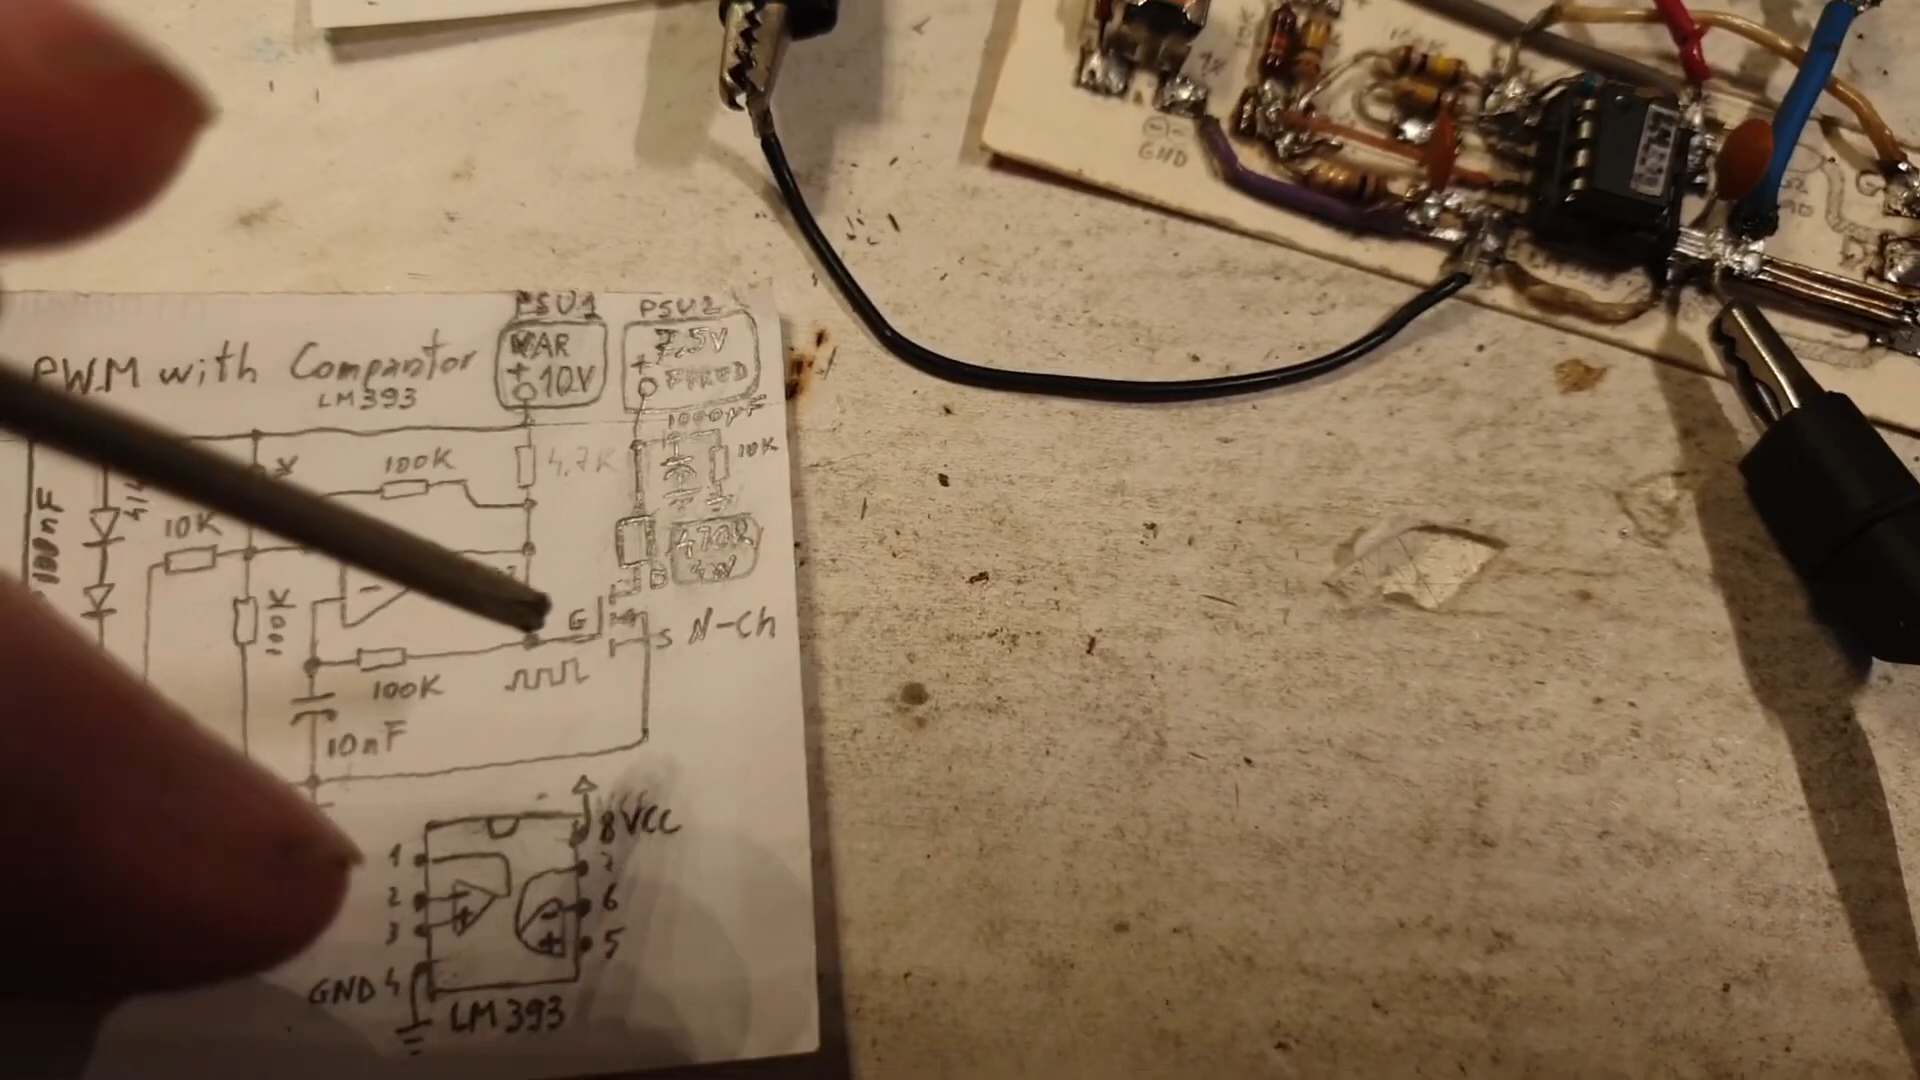 PSU1
PSU2
VAR
+ 10V
7.5V
+
FIXED
PWM with Comparator
LM393
1000µF
10K
4.7K
100K
100nF
10K
470Ω
D
G
S
N-Ch
100K
100K
10nF
8 VCC
1
7
2
6
3
5
GND 4
LM393
GND